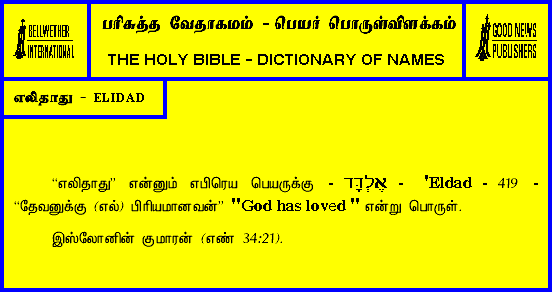 BELLWETHER
INTERNATIONAL
பரிசுத்த வேதாகமம் - பெயர் பொருள்விளக்கம்
THE HOLY BIBLE - DICTIONARY OF NAMES
GOOD NEWS
PUBLISHERS
எலிதாது - ELIDAD
“எலிதாது” என்னும் எபிரெய பெயருக்கு - אֶלְדָּד - 'Eldad - 419 -
“தேவனுக்கு (எல்) பிரியமானவன்” "God has loved" என்று பொருள்.
இஸ்லோனின் குமாரன் (எண் 34:21).